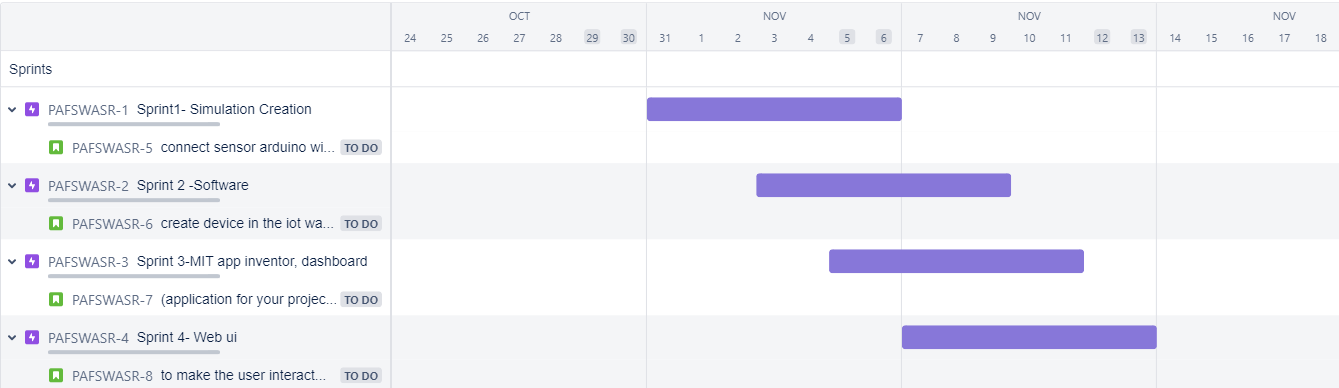 OCT NOV NOV NOV
24 25 26 27 28 29 30 31 1 2 3 4 5 6 7 8 9 10 11 12 13 14 15 16 17 18
Sprints
PAFSWASR-1 Sprint1- Simulation Creation
PAFSWASR-5 connect sensor arduino wi... TO DO
PAFSWASR-2 Sprint 2 -Software
PAFSWASR-6 create device in the iot wa... TO DO
PAFSWASR-3 Sprint 3-MIT app inventor, dashboard
PAFSWASR-7 (application for your projec... TO DO
PAFSWASR-4 Sprint 4- Web ui
PAFSWASR-8 to make the user interact... TO DO